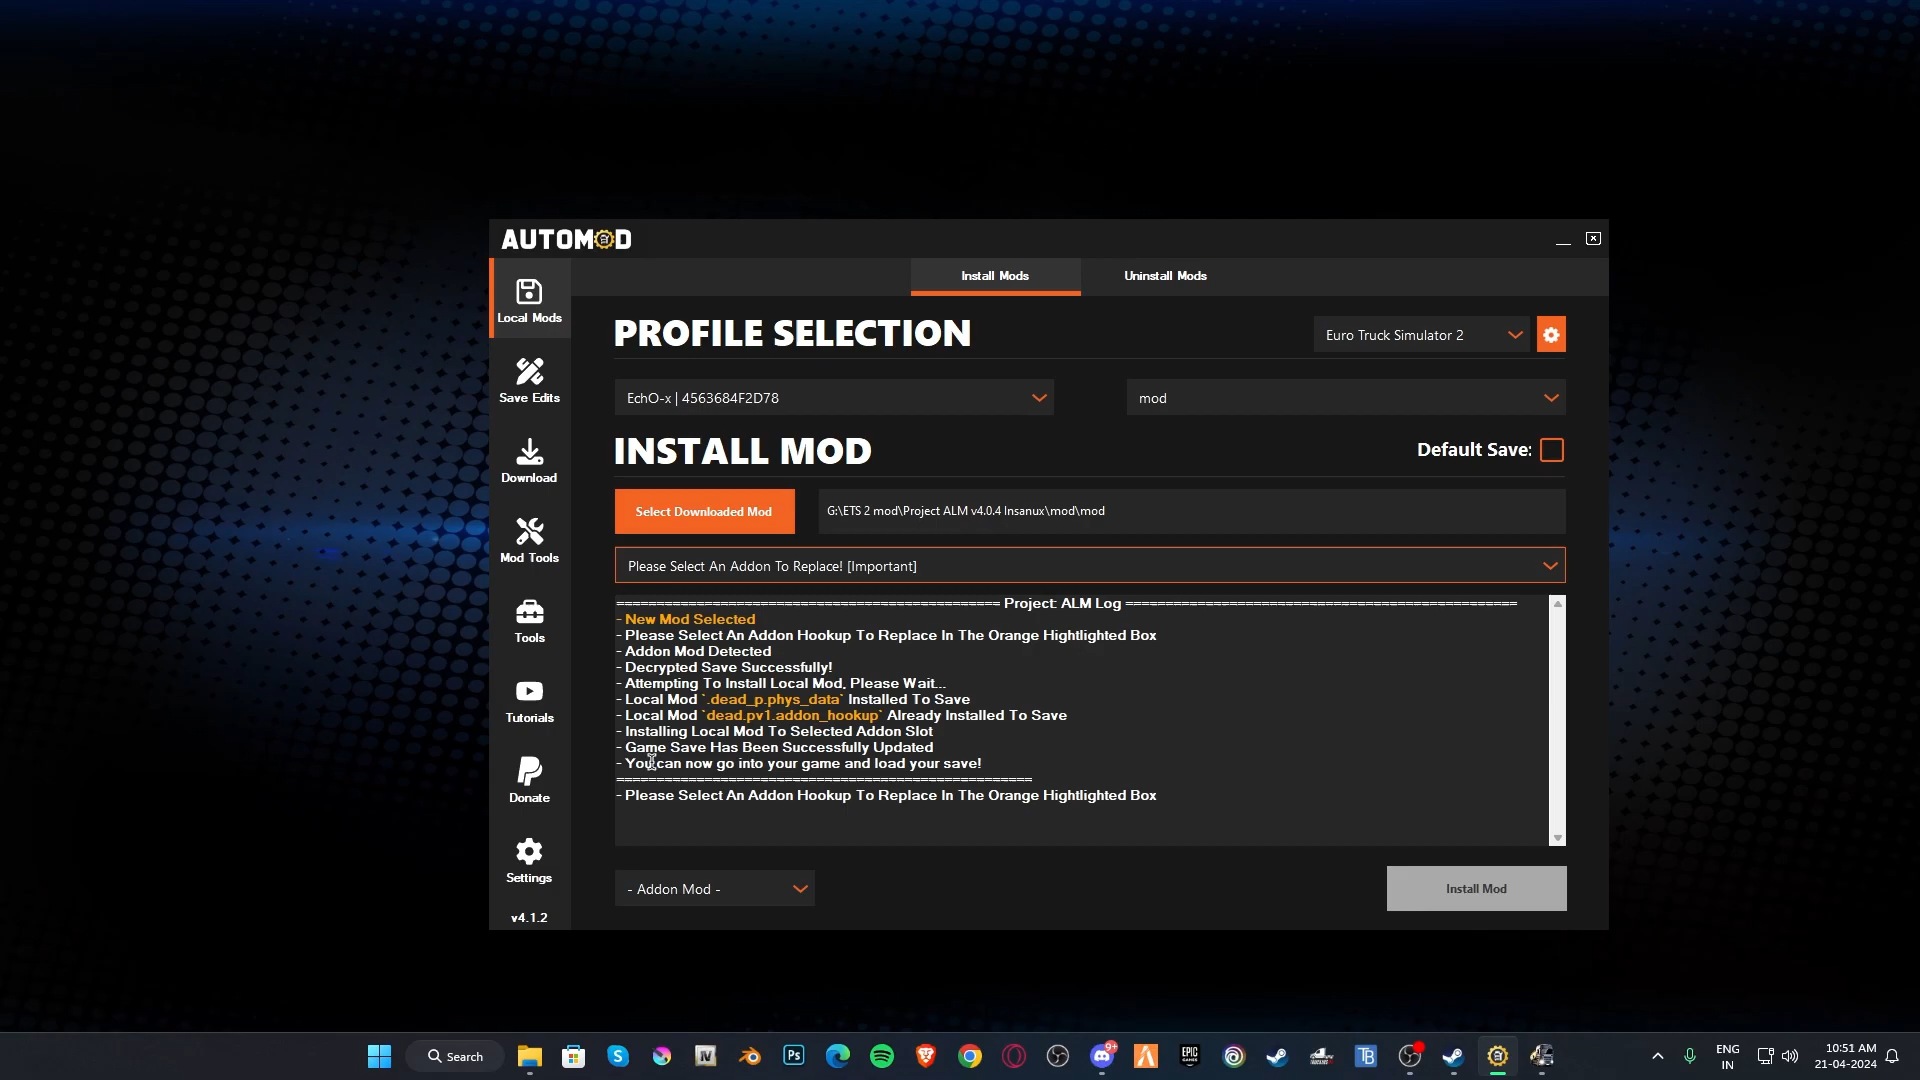 AUTOMOD
Install Mods
Uninstall Mods
Local Mods
Save Edits
Download
Mod Tools
Tools
Tutorials
Donate
Settings
v4.1.2
PROFILE SELECTION
Euro Truck Simulator 2
EchO-x | 4563684F2D78
mod
INSTALL MOD
Default Save:
Select Downloaded Mod
G:\ETS 2 mod\Project ALM v4.0.4 Insanux\mod\mod
Please Select An Addon To Replace! [Important]
================================================ Project: ALM Log =================================================
- New Mod Selected
- Please Select An Addon Hookup To Replace In The Orange Hightlighted Box
- Addon Mod Detected
- Decrypted Save Successfully!
- Attempting To Install Local Mod, Please Wait...
- Local Mod `.dead_p.phys_data` Installed To Save
- Local Mod `dead.pv1.addon_hookup` Already Installed To Save
- Installing Local Mod To Selected Addon Slot
- Game Save Has Been Successfully Updated
- You can now go into your game and load your save!
====================================================
- Please Select An Addon Hookup To Replace In The Orange Hightlighted Box
- Addon Mod -
Install Mod
Search
Ps
EPIC
GAMES
TB
9+
ENG
IN
10:51 AM
21-04-2024